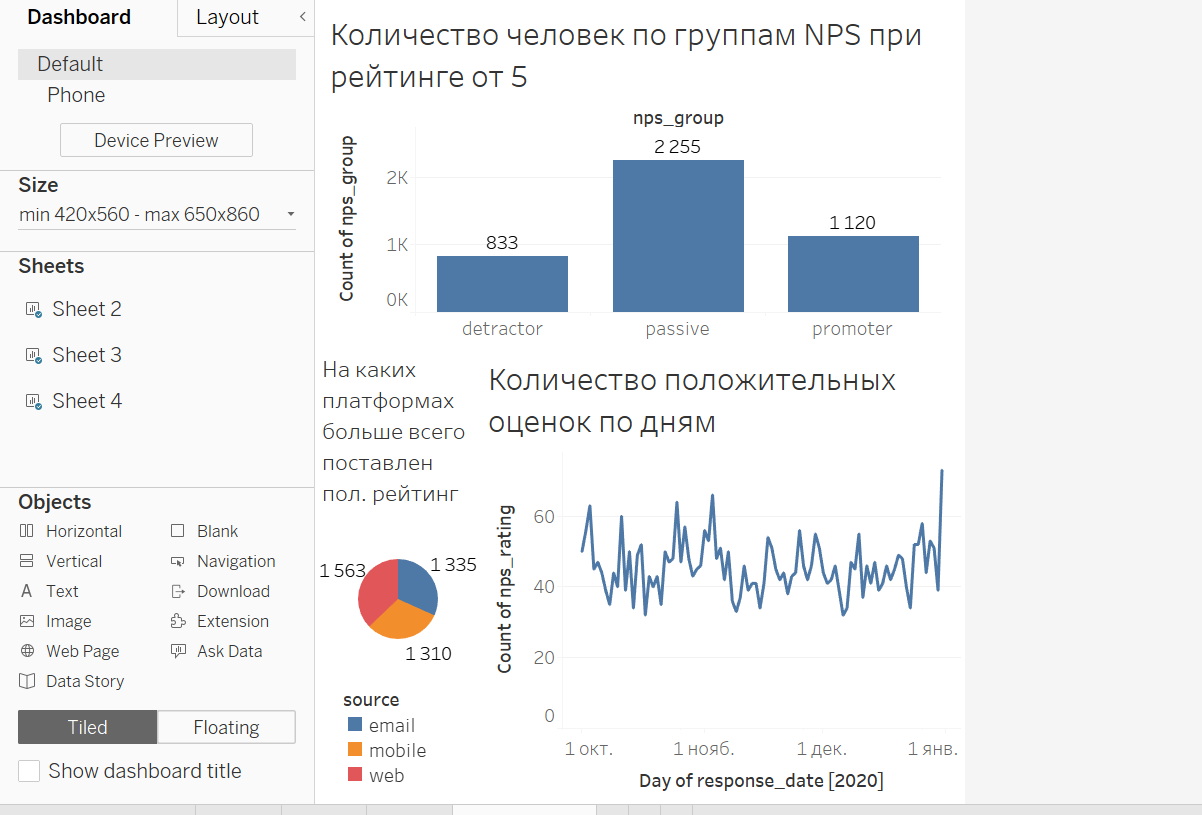 Dashboard
Layout
Default
Phone
Device Preview
Size
min 420x560 - max 650x860
Sheets
Sheet 2
Sheet 3
Sheet 4
Objects
Horizontal
Blank
Vertical
Navigation
Text
Download
Image
Extension
Web Page
Ask Data
Data Story
Tiled
Floating
Show dashboard title
Количество человек по группам NPS при
рейтинге от 5
nps_group
Count of nps_group
2K
1K
0K
833
2 255
1 120
detractor
passive
promoter
На каких
платформах
больше всего
поставлен
пол. рейтинг
1 563
1 335
1 310
source
email
mobile
web
Количество положительных
оценок по дням
Count of nps_rating
60
40
20
0
1 окт.
1 нояб.
1 дек.
1 янв.
Day of response_date [2020]